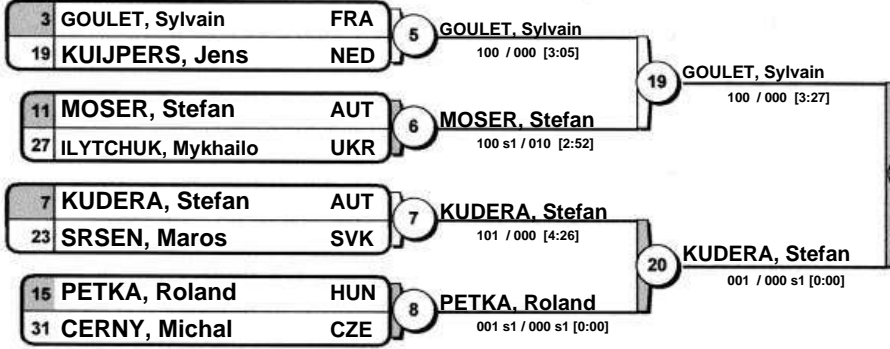 3 GOULET, Sylvain FRA
19 KUIJPERS, Jens NED
5
GOULET, Sylvain
100 / 000 [3:05]
11 MOSER, Stefan AUT
27 ILYTCHUK, Mykhailo UKR
6
MOSER, Stefan
100 s1 / 010 [2:52]
19
GOULET, Sylvain
100 / 000 [3:27]
7 KUDERA, Stefan AUT
23 SRSEN, Maros SVK
7
KUDERA, Stefan
101 / 000 [4:26]
15 PETKA, Roland HUN
31 CERNY, Michal CZE
8
PETKA, Roland
001 s1 / 000 s1 [0:00]
20
KUDERA, Stefan
001 / 000 s1 [0:00]